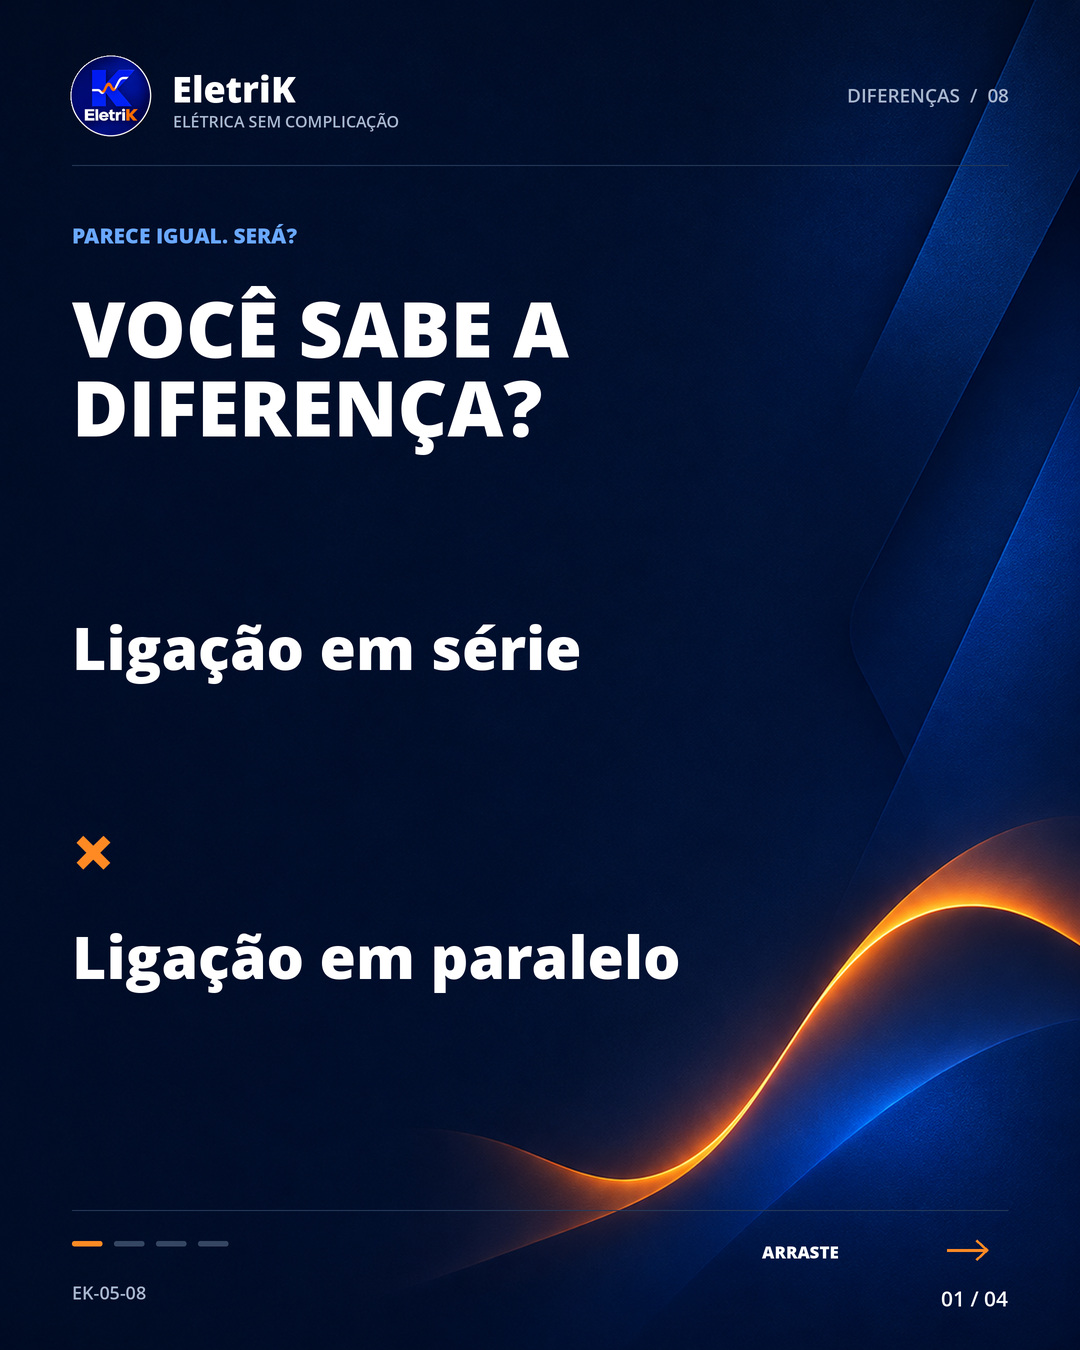 EletriK
EletriK
ELÉTRICA SEM COMPLICAÇÃO
DIFERENÇAS / 08
PARECE IGUAL. SERÁ?
VOCÊ SABE A
DIFERENÇA?
Ligação em série
×
Ligação em paralelo
ARRASTE →
EK-05-08
01 / 04